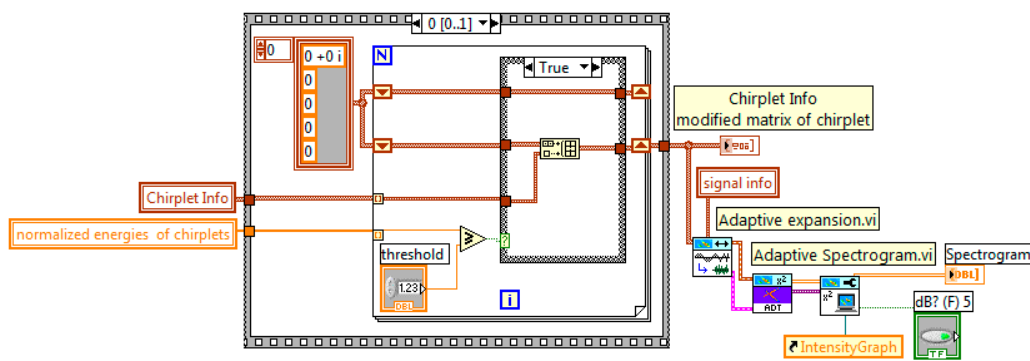 0 [0..1]
0
0 +0 i
0
0
0
0
N
True
Chirplet Info
modified matrix of chirplet
signal info
Chirplet Info
normalized energies of chirplets
threshold
1.23
DBL
?
i
Adaptive expansion.vi
Adaptive Spectrogram.vi
Spectrogram
DBL]
x²
ADT
x²
dB? (F) 5
TF
IntensityGraph